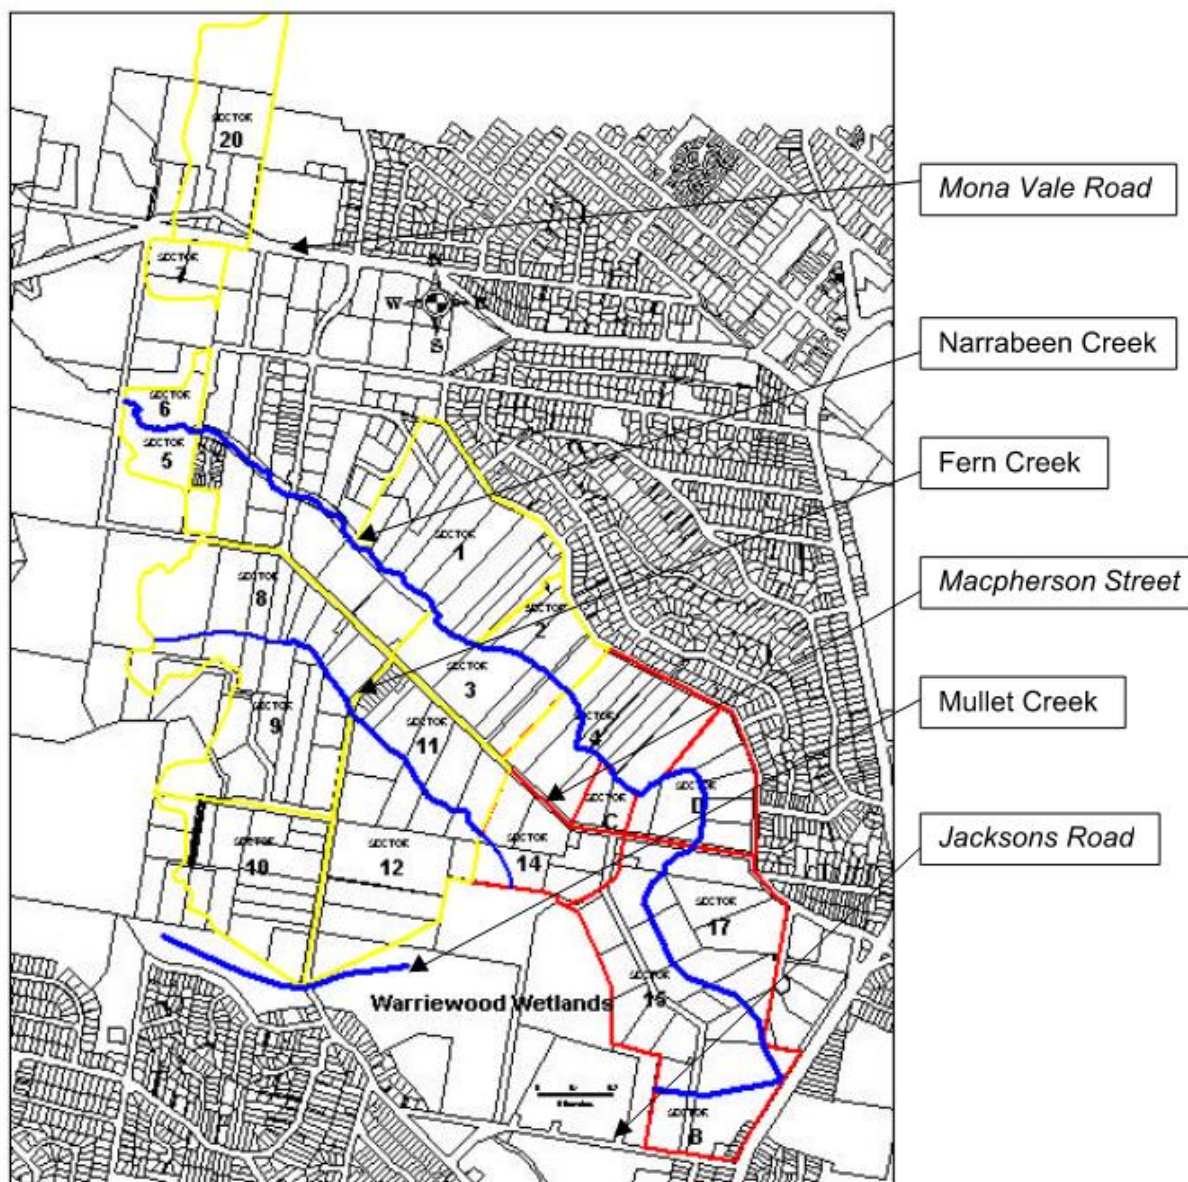 SECTOR
20
Mona Vale Road
SECTOR
7
N
W
E
S
Narrabeen Creek
SECTOR
6
SECTOR
5
Fern Creek
SECTOR
1
SECTOR
8
SECTOR
2
Macpherson Street
SECTOR
3
SECTOR
9
SECTOR
11
SECTOR
4
Mullet Creek
SECTOR
C
SECTOR
D
SECTOR
10
SECTOR
12
SECTOR
14
Jacksons Road
SECTOR
17
Warriewood Wetlands
SECTOR
15
SECTOR
B